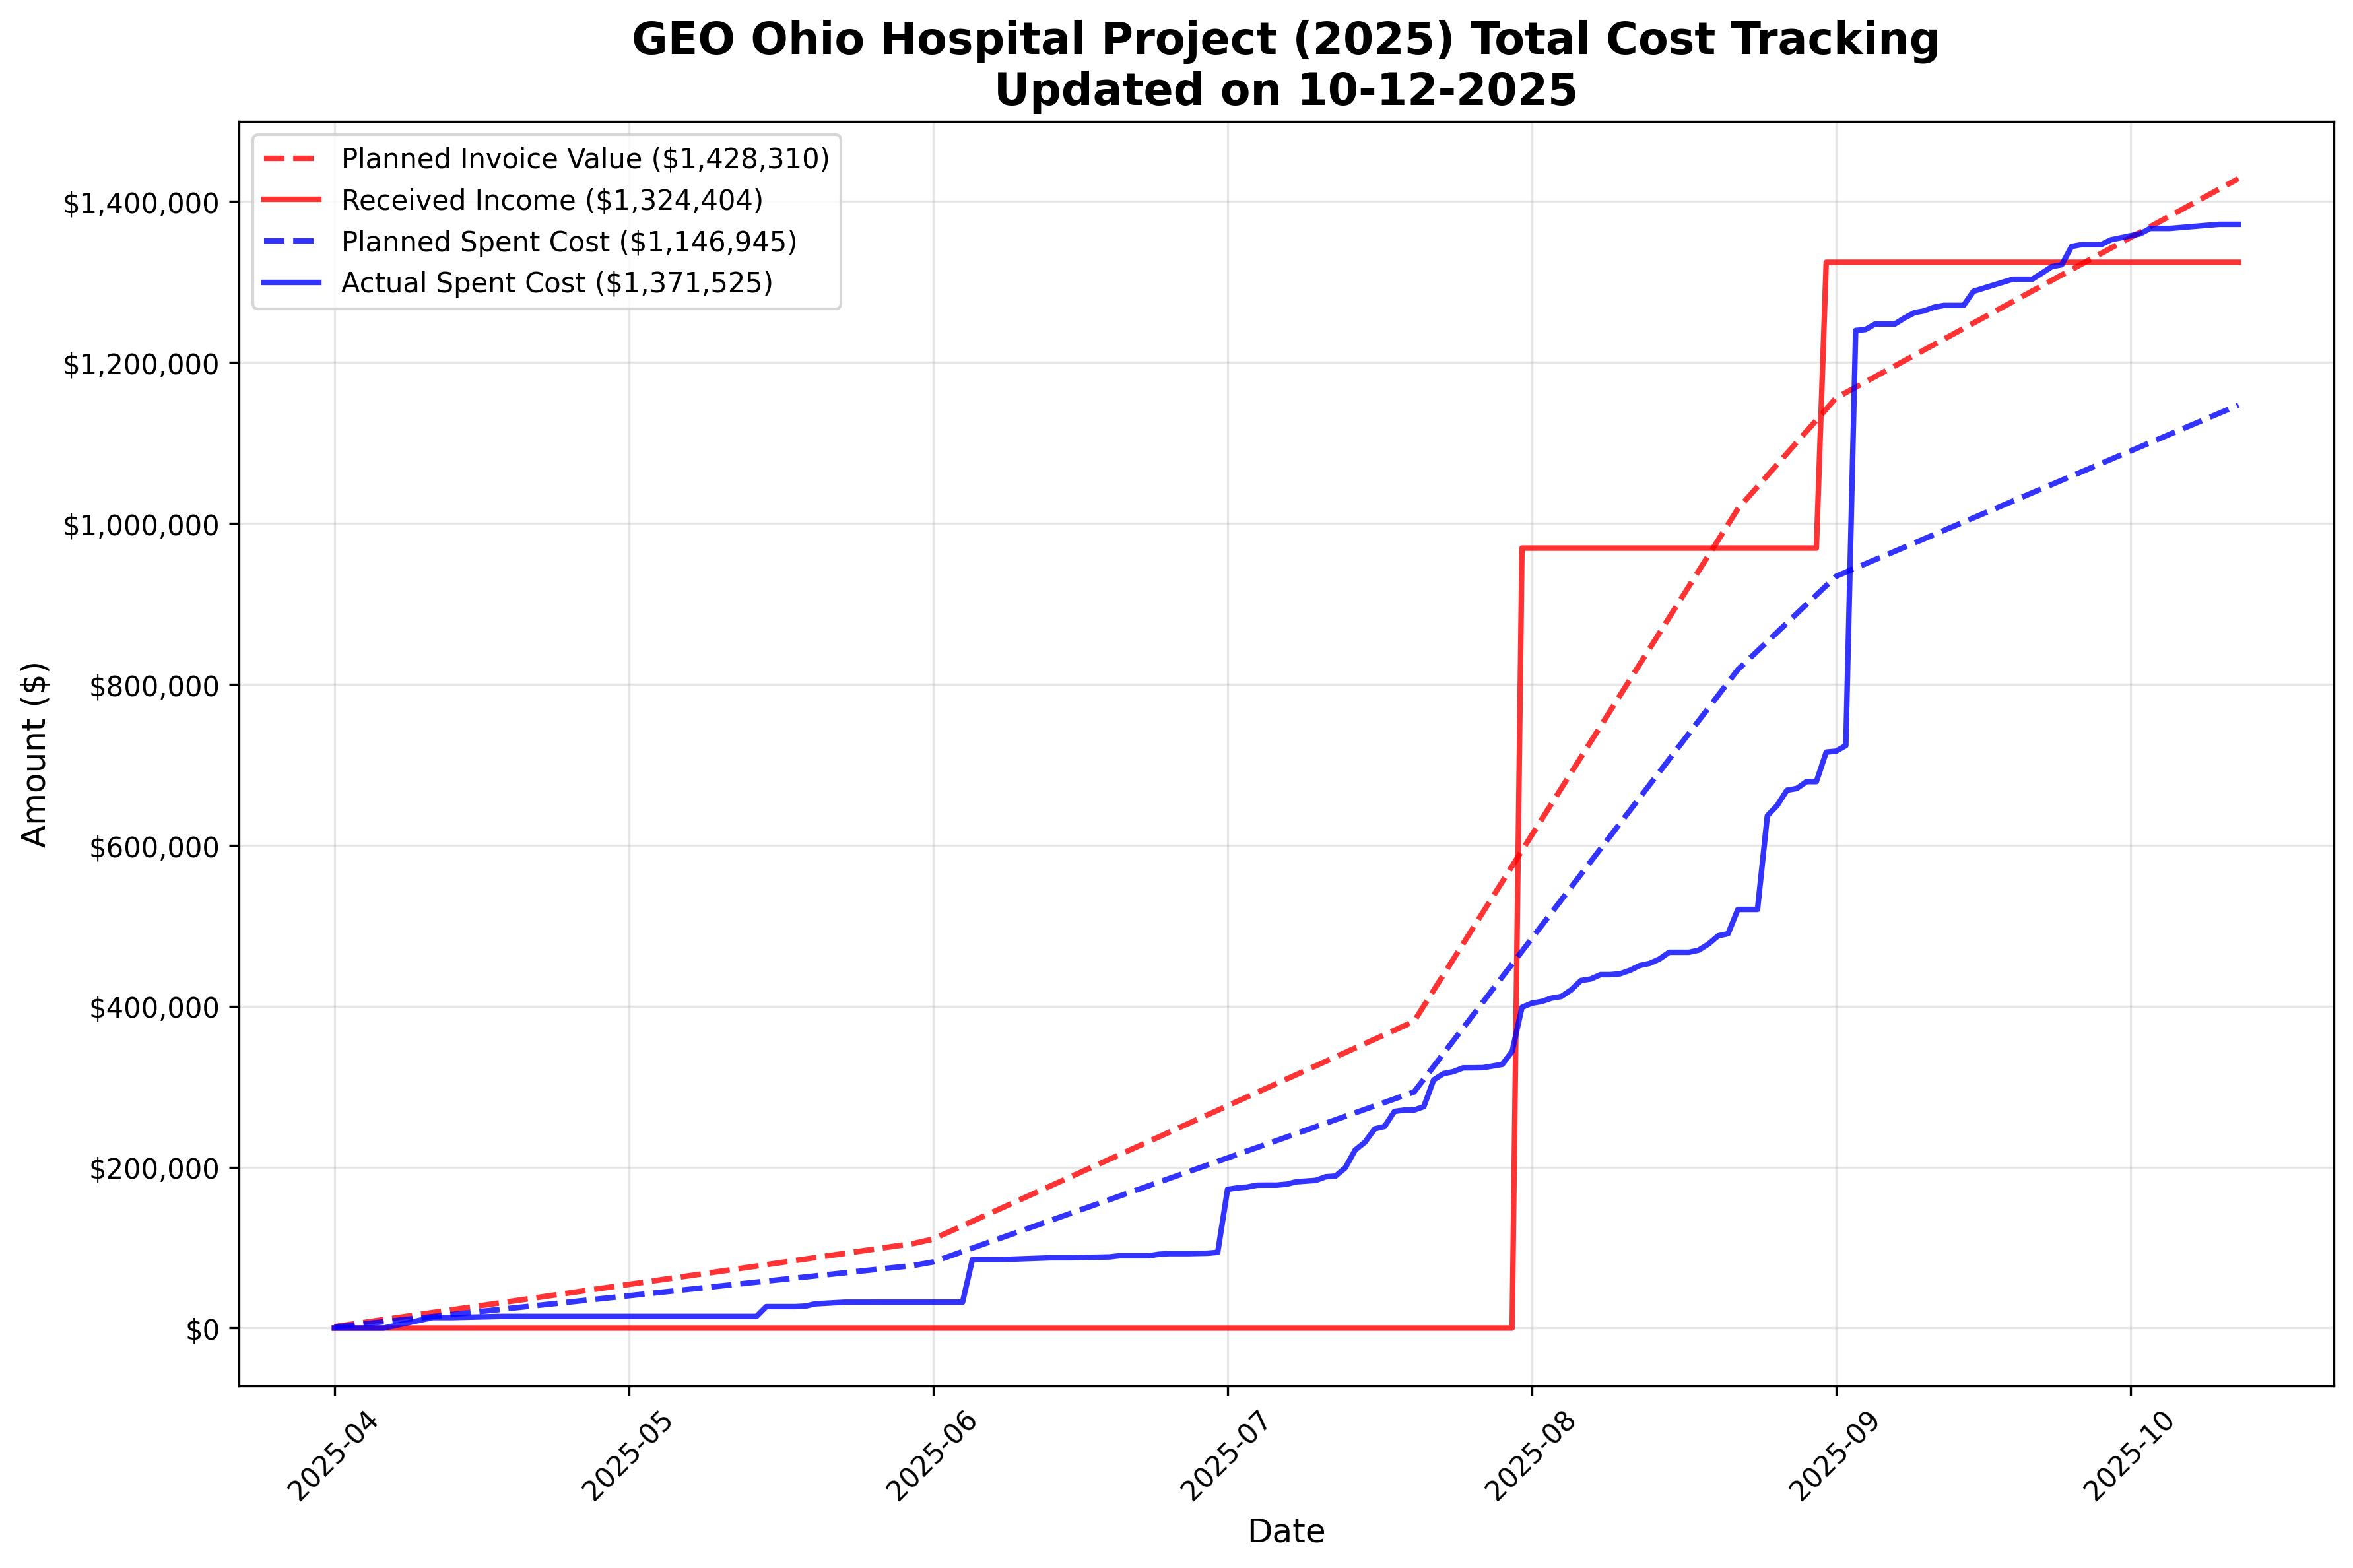 GEO Ohio Hospital Project (2025) Total Cost Tracking
Updated on 10-12-2025
Planned Invoice Value ($1,428,310)
Received Income ($1,324,404)
Planned Spent Cost ($1,146,945)
Actual Spent Cost ($1,371,525)
Amount ($)
$1,400,000
$1,200,000
$1,000,000
$800,000
$600,000
$400,000
$200,000
$0
2025-04
2025-05
2025-06
2025-07
2025-08
2025-09
2025-10
Date